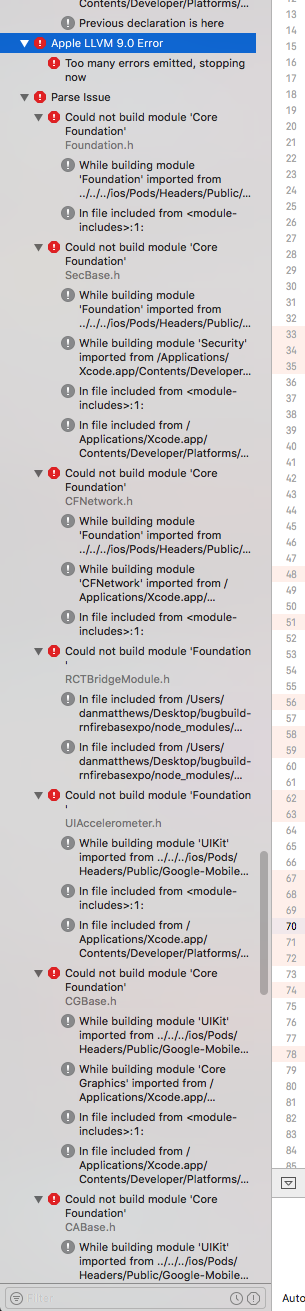 Contents/Developer/Platforms/...
Previous declaration is here
Apple LLVM 9.0 Error
Too many errors emitted, stopping
now
Parse Issue
Could not build module 'Core
Foundation'
Foundation.h
While building module
'Foundation' imported from
../../../ios/Pods/Headers/Public/...
In file included from <module-
includes>:1:
Could not build module 'Core
Foundation'
SecBase.h
While building module
'Foundation' imported from
../../../ios/Pods/Headers/Public/...
While building module 'Security'
imported from /Applications/
Xcode.app/Contents/Developer...
In file included from <module-
includes>:1:
In file included from /
Applications/Xcode.app/
Contents/Developer/Platforms/...
Could not build module 'Core
Foundation'
CFNetwork.h
While building module
'Foundation' imported from
../../../ios/Pods/Headers/Public/...
While building module
'CFNetwork' imported from /
Applications/Xcode.app/...
In file included from <module-
includes>:1:
Could not build module 'Foundation
'
RCTBridgeModule.h
In file included from /Users/
danmatthews/Desktop/bugbuild-
rnfirebasexpo/node_modules/...
In file included from /Users/
danmatthews/Desktop/bugbuild-
rnfirebasexpo/node_modules/...
Could not build module 'Foundation
'
UIAccelerometer.h
While building module 'UIKit'
imported from ../../../ios/Pods/
Headers/Public/Google-Mobile...
In file included from <module-
includes>:1:
In file included from /
Applications/Xcode.app/
Contents/Developer/Platforms/...
Could not build module 'Core
Foundation'
CGBase.h
While building module 'UIKit'
imported from ../../../ios/Pods/
Headers/Public/Google-Mobile...
While building module 'Core
Graphics' imported from /
Applications/Xcode.app/...
In file included from <module-
includes>:1:
In file included from /
Applications/Xcode.app/
Contents/Developer/Platforms/...
Could not build module 'Core
Foundation'
CABase.h
While building module 'UIKit'
imported from ../../../ios/Pods/
Headers/Public/Google-Mobile...
Filter
13
14
15
16
17
18
19
20
21
22
23
24
25
26
27
28
29
30
31
32
33
34
35
36
37
38
39
40
41
42
43
44
45
46
47
48
49
50
51
52
53
54
55
56
57
58
59
60
61
62
63
64
65
66
67
68
69
70
71
72
73
74
75
76
77
78
79
80
81
82
83
84
85
Auto